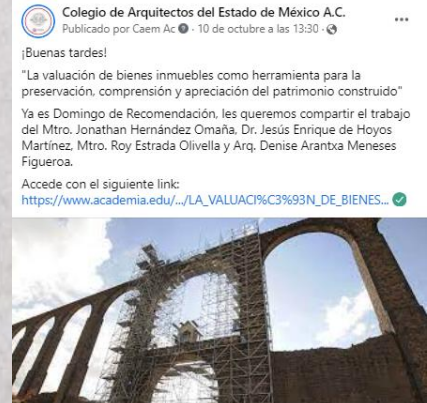 Colegio de Arquitectos del Estado de México A.C.
Publicado por Caem Ac · 10 de octubre a las 13:30 ·
¡Buenas tardes!
"La valuación de bienes inmuebles como herramienta para la
preservación, comprensión y apreciación del patrimonio construido"
Ya es Domingo de Recomendación, les queremos compartir el trabajo
del Mtro. Jonathan Hernández Omaña, Dr. Jesús Enrique de Hoyos
Martínez, Mtro. Roy Estrada Olivella y Arq. Denise Arantxa Meneses
Figueroa.
Accede con el siguiente link:
https://www.academia.edu/.../LA_VALUACI%C3%93N_DE_BIENES...